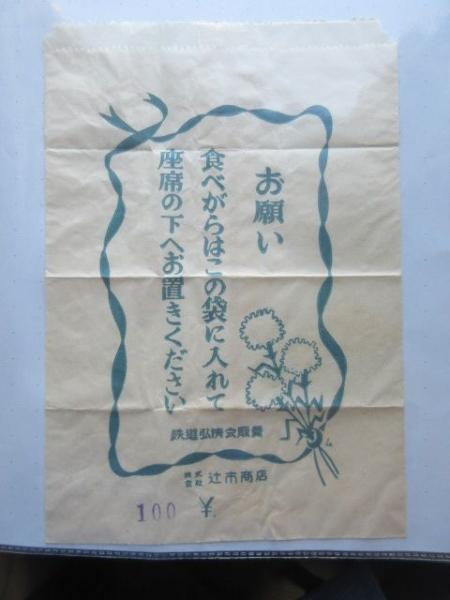 お願い
食べがらはこの袋に入れて
座席の下へお置きください
鉄道弘済会販売
株式会社 辻市商店
100 ¥